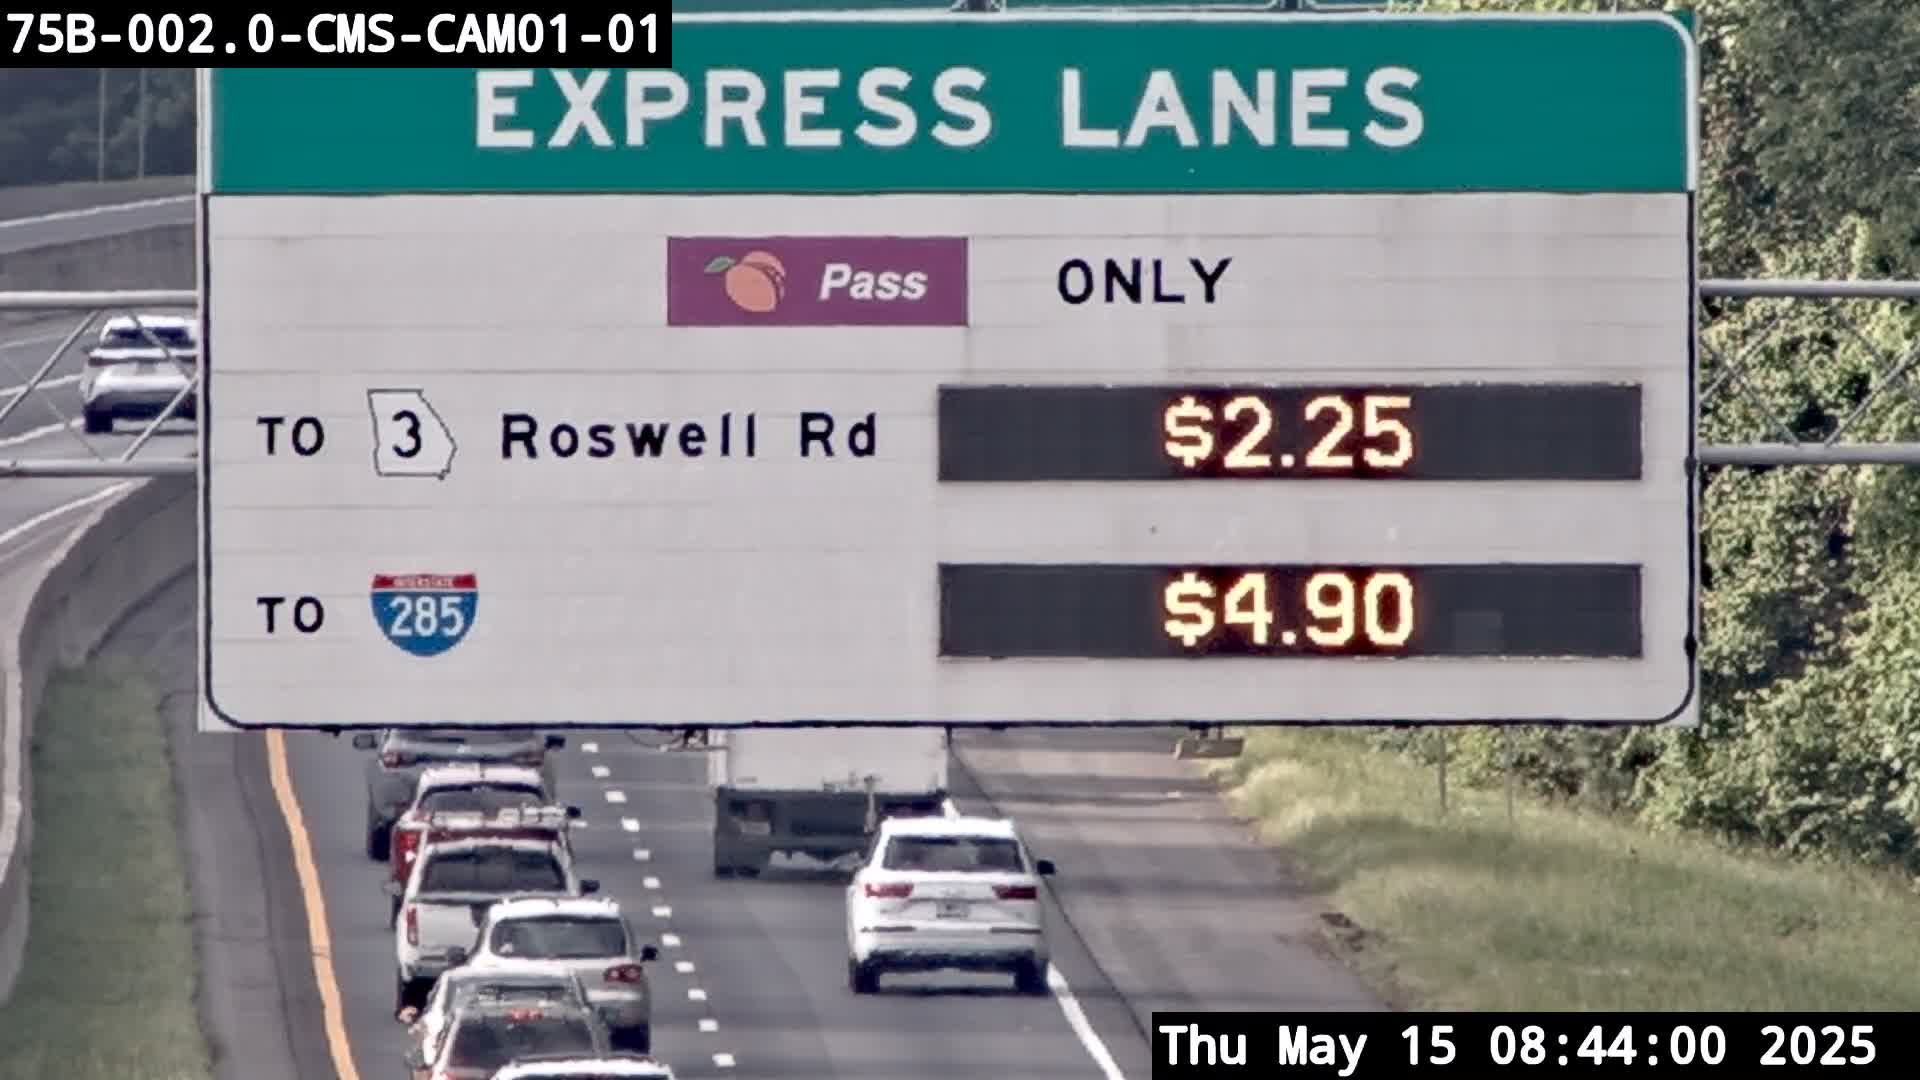 75B-002.0-CMS-CAM01-01
EXPRESS LANES
Pass ONLY
TO 3 Roswell Rd $2.25
TO INTERSTATE 285 $4.90
Thu May 15 08:44:00 2025